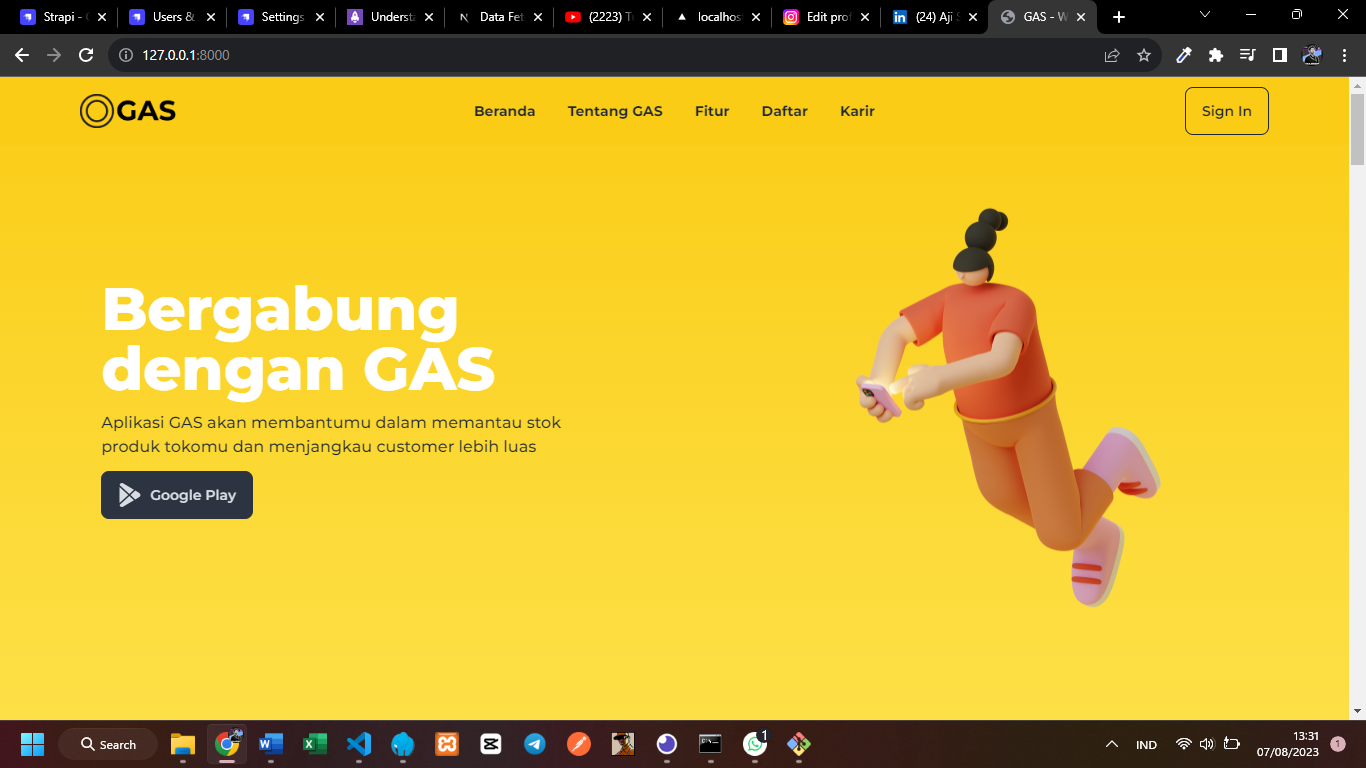 Strapi - C
Users &
Settings
Understa
Data Fet
(2223) T
localhos
Edit prof
(24) Aji S
GAS - W
127.0.0.1:8000
GAS
Beranda
Tentang GAS
Fitur
Daftar
Karir
Sign In
Bergabung
dengan GAS
Aplikasi GAS akan membantumu dalam memantau stok
produk tokomu dan menjangkau customer lebih luas
Google Play
Search
1
IND
13:31
07/08/2023
1